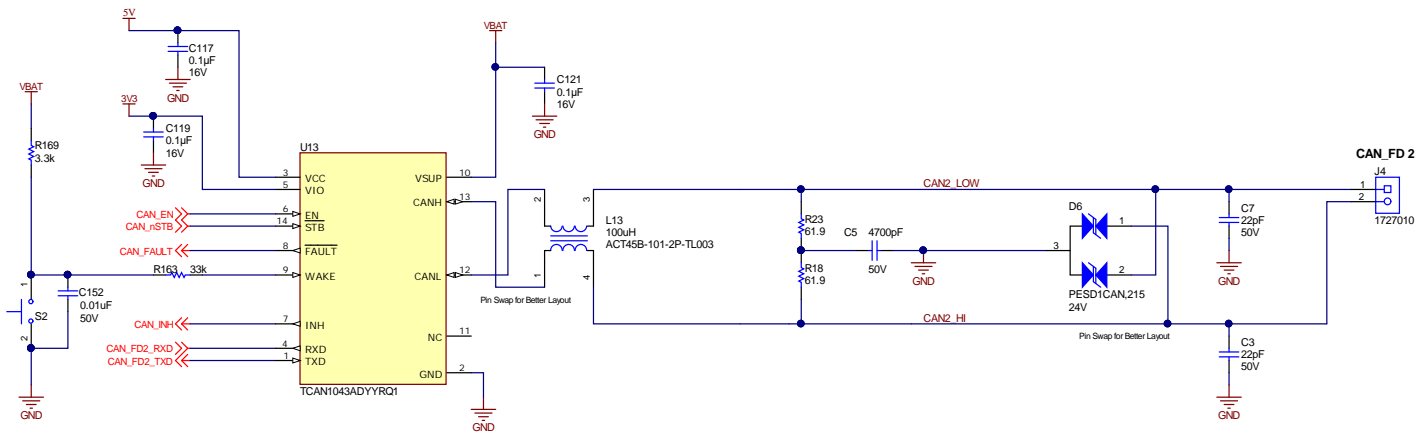 5V
C117
0.1µF
16V
GND
VBAT
C121
0.1µF
16V
GND
VBAT
R169
3.3k
3V3
C119
0.1µF
16V
GND
U13
3 VCC
5 VIO
6 EN
14 STB
8 FAULT
9 WAKE
7 INH
4 RXD
1 TXD
VSUP 10
CANH 13
CANL 12
NC 11
GND 2
TCAN1043ADYYRQ1
GND
CAN_EN
CAN_nSTB
CAN_FAULT
R163 33k
CAN_INH
CAN_FD2_RXD
CAN_FD2_TXD
1
S2
2
C152
0.01uF
50V
GND
2
3
L13
100uH
ACT45B-101-2P-TL003
1
4
Pin Swap for Better Layout
CAN2_LOW
R23
61.9
R18
61.9
C5 4700pF
50V
GND
CAN2_HI
D6
1
3
2
PESD1CAN,215
24V
Pin Swap for Better Layout
C7
22pF
50V
GND
C3
22pF
50V
GND
CAN_FD 2
J4
1
2
1727010